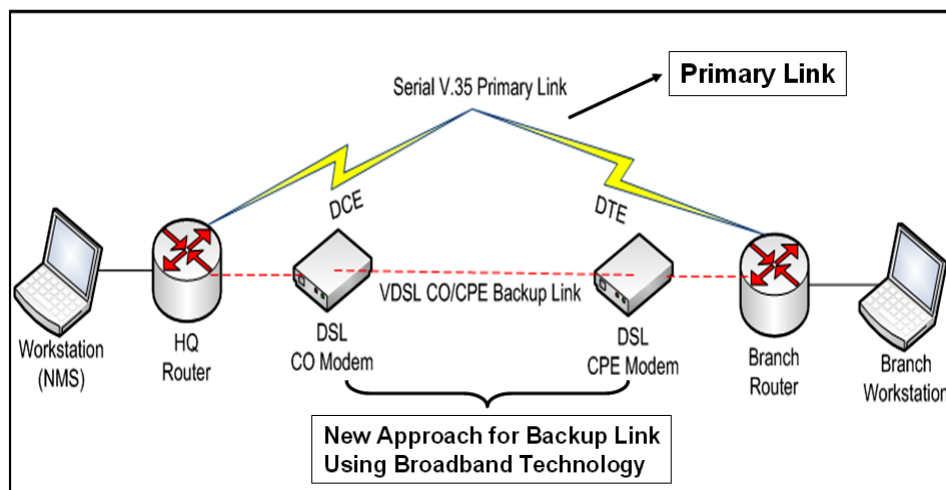 Primary Link
Serial V.35 Primary Link
DCE
DTE
VDSL CO/CPE Backup Link
Workstation
(NMS)
HQ
Router
DSL
CO Modem
DSL
CPE Modem
Branch
Router
Branch
Workstation
New Approach for Backup Link
Using Broadband Technology